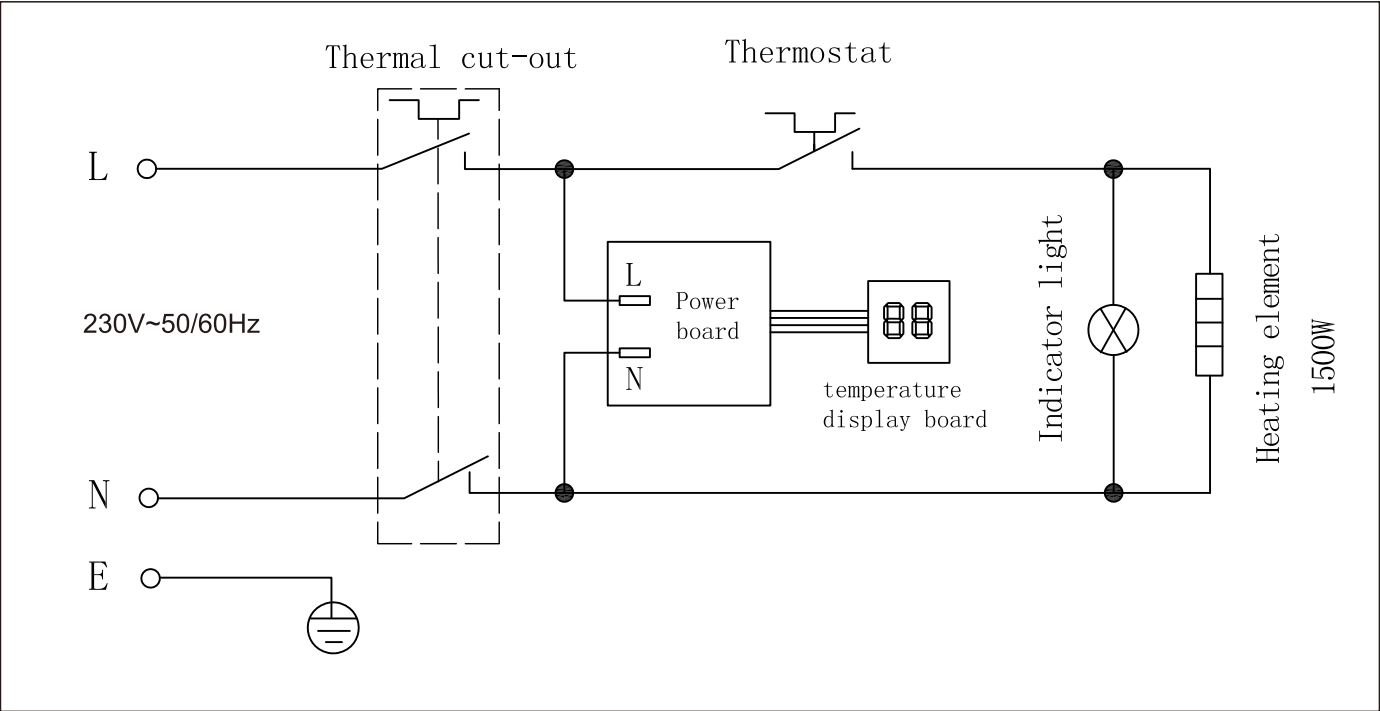 Thermal cut-out
Thermostat
L
L
Power
board
N
88
temperature
display board
Indicator light
Heating element
1500W
230V~50/60Hz
N
E